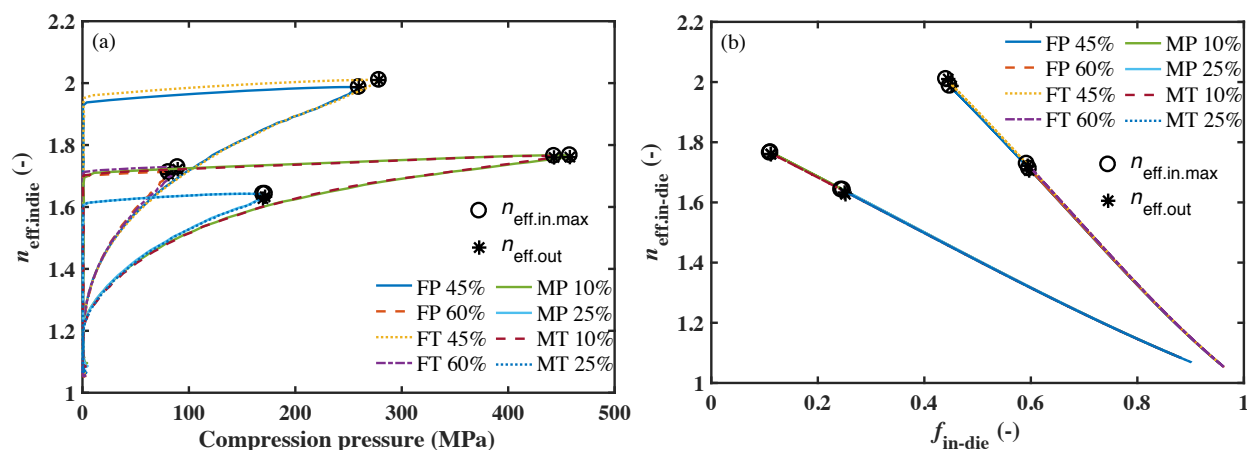 (a)
2.2
2
1.8
1.6
1.4
1.2
1
n_eff.indie (-)
0
100
200
300
400
500
Compression pressure (MPa)
n_eff.in.max
n_eff.out
FP 45%
MP 10%
FP 60%
MP 25%
FT 45%
MT 10%
FT 60%
MT 25%
(b)
2.2
2
1.8
1.6
1.4
1.2
1
n_eff.in-die (-)
0
0.2
0.4
0.6
0.8
1
f_in-die (-)
FP 45%
MP 10%
FP 60%
MP 25%
FT 45%
MT 10%
FT 60%
MT 25%
n_eff.in.max
n_eff.out